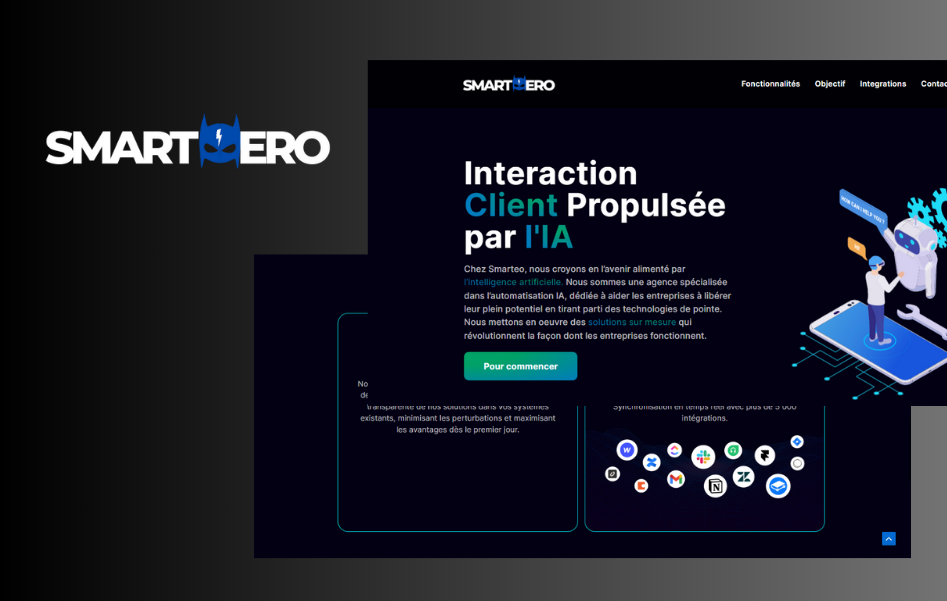 SMART ERO
SMART ERO
Fonctionnalités Objectif Integrations Contac
Interaction
Client Propulsée
par l'IA
Chez Smarteo, nous croyons en l'avenir alimenté par
l'intelligence artificielle. Nous sommes une agence spécialisée
dans l'automatisation IA, dédiée à aider les entreprises à libérer
leur plein potentiel en tirant parti des technologies de pointe.
Nous mettons en oeuvre des solutions sur mesure qui
révolutionnent la façon dont les entreprises fonctionnent.
Pour commencer
HOW CAN I HELP YOU?
No
de
transparente de nos solutions dans vos systèmes
existants, minimisant les perturbations et maximisant
les avantages dès le premier jour.
Synchronisation en temps réel avec plus de 5 000
intégrations.